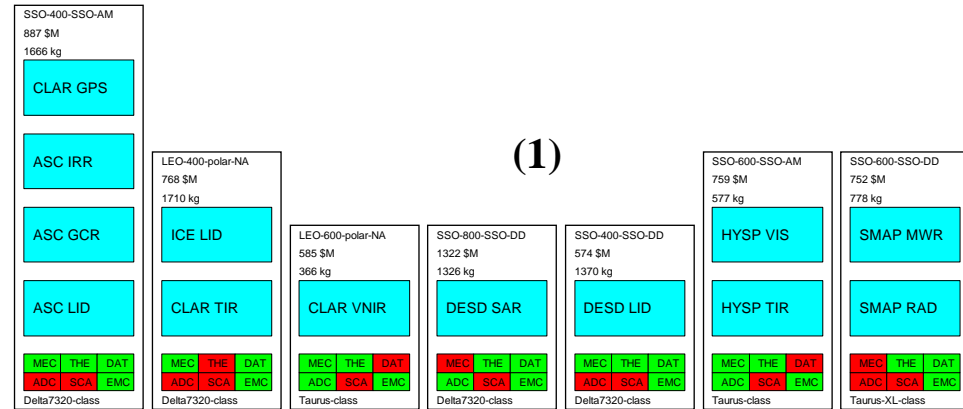 SSO-400-SSO-AM
887 $M
1666 kg
CLAR GPS
ASC IRR
ASC GCR
ASC LID
MEC THE DAT
ADC SCA EMC
Delta7320-class
LEO-400-polar-NA
768 $M
1710 kg
ICE LID
CLAR TIR
MEC THE DAT
ADC SCA EMC
Delta7320-class
LEO-600-polar-NA
585 $M
366 kg
CLAR VNIR
MEC THE DAT
ADC SCA EMC
Taurus-class
(1)
SSO-800-SSO-DD
1322 $M
1326 kg
DESD SAR
MEC THE DAT
ADC SCA EMC
Delta7320-class
SSO-400-SSO-DD
574 $M
1370 kg
DESD LID
MEC THE DAT
ADC SCA EMC
Delta7320-class
SSO-600-SSO-AM
759 $M
577 kg
HYSP VIS
HYSP TIR
MEC THE DAT
ADC SCA EMC
Taurus-class
SSO-600-SSO-DD
752 $M
778 kg
SMAP MWR
SMAP RAD
MEC THE DAT
ADC SCA EMC
Taurus-XL-class